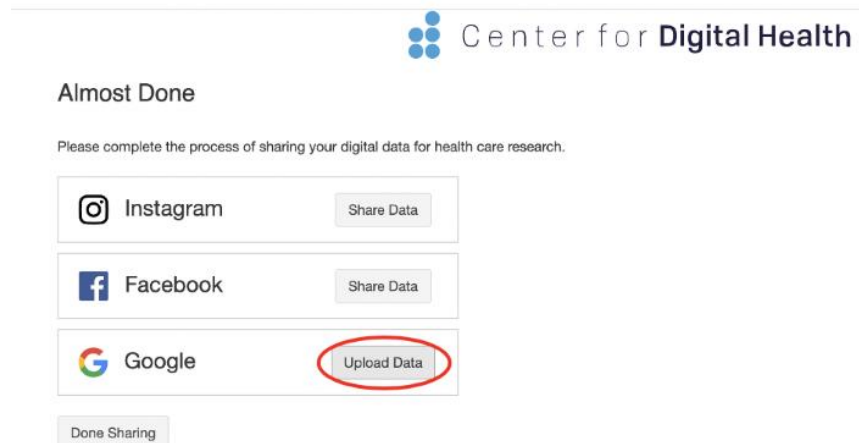 Center for Digital Health
Almost Done
Please complete the process of sharing your digital data for health care research.
Instagram Share Data
Facebook Share Data
Google Upload Data
Done Sharing